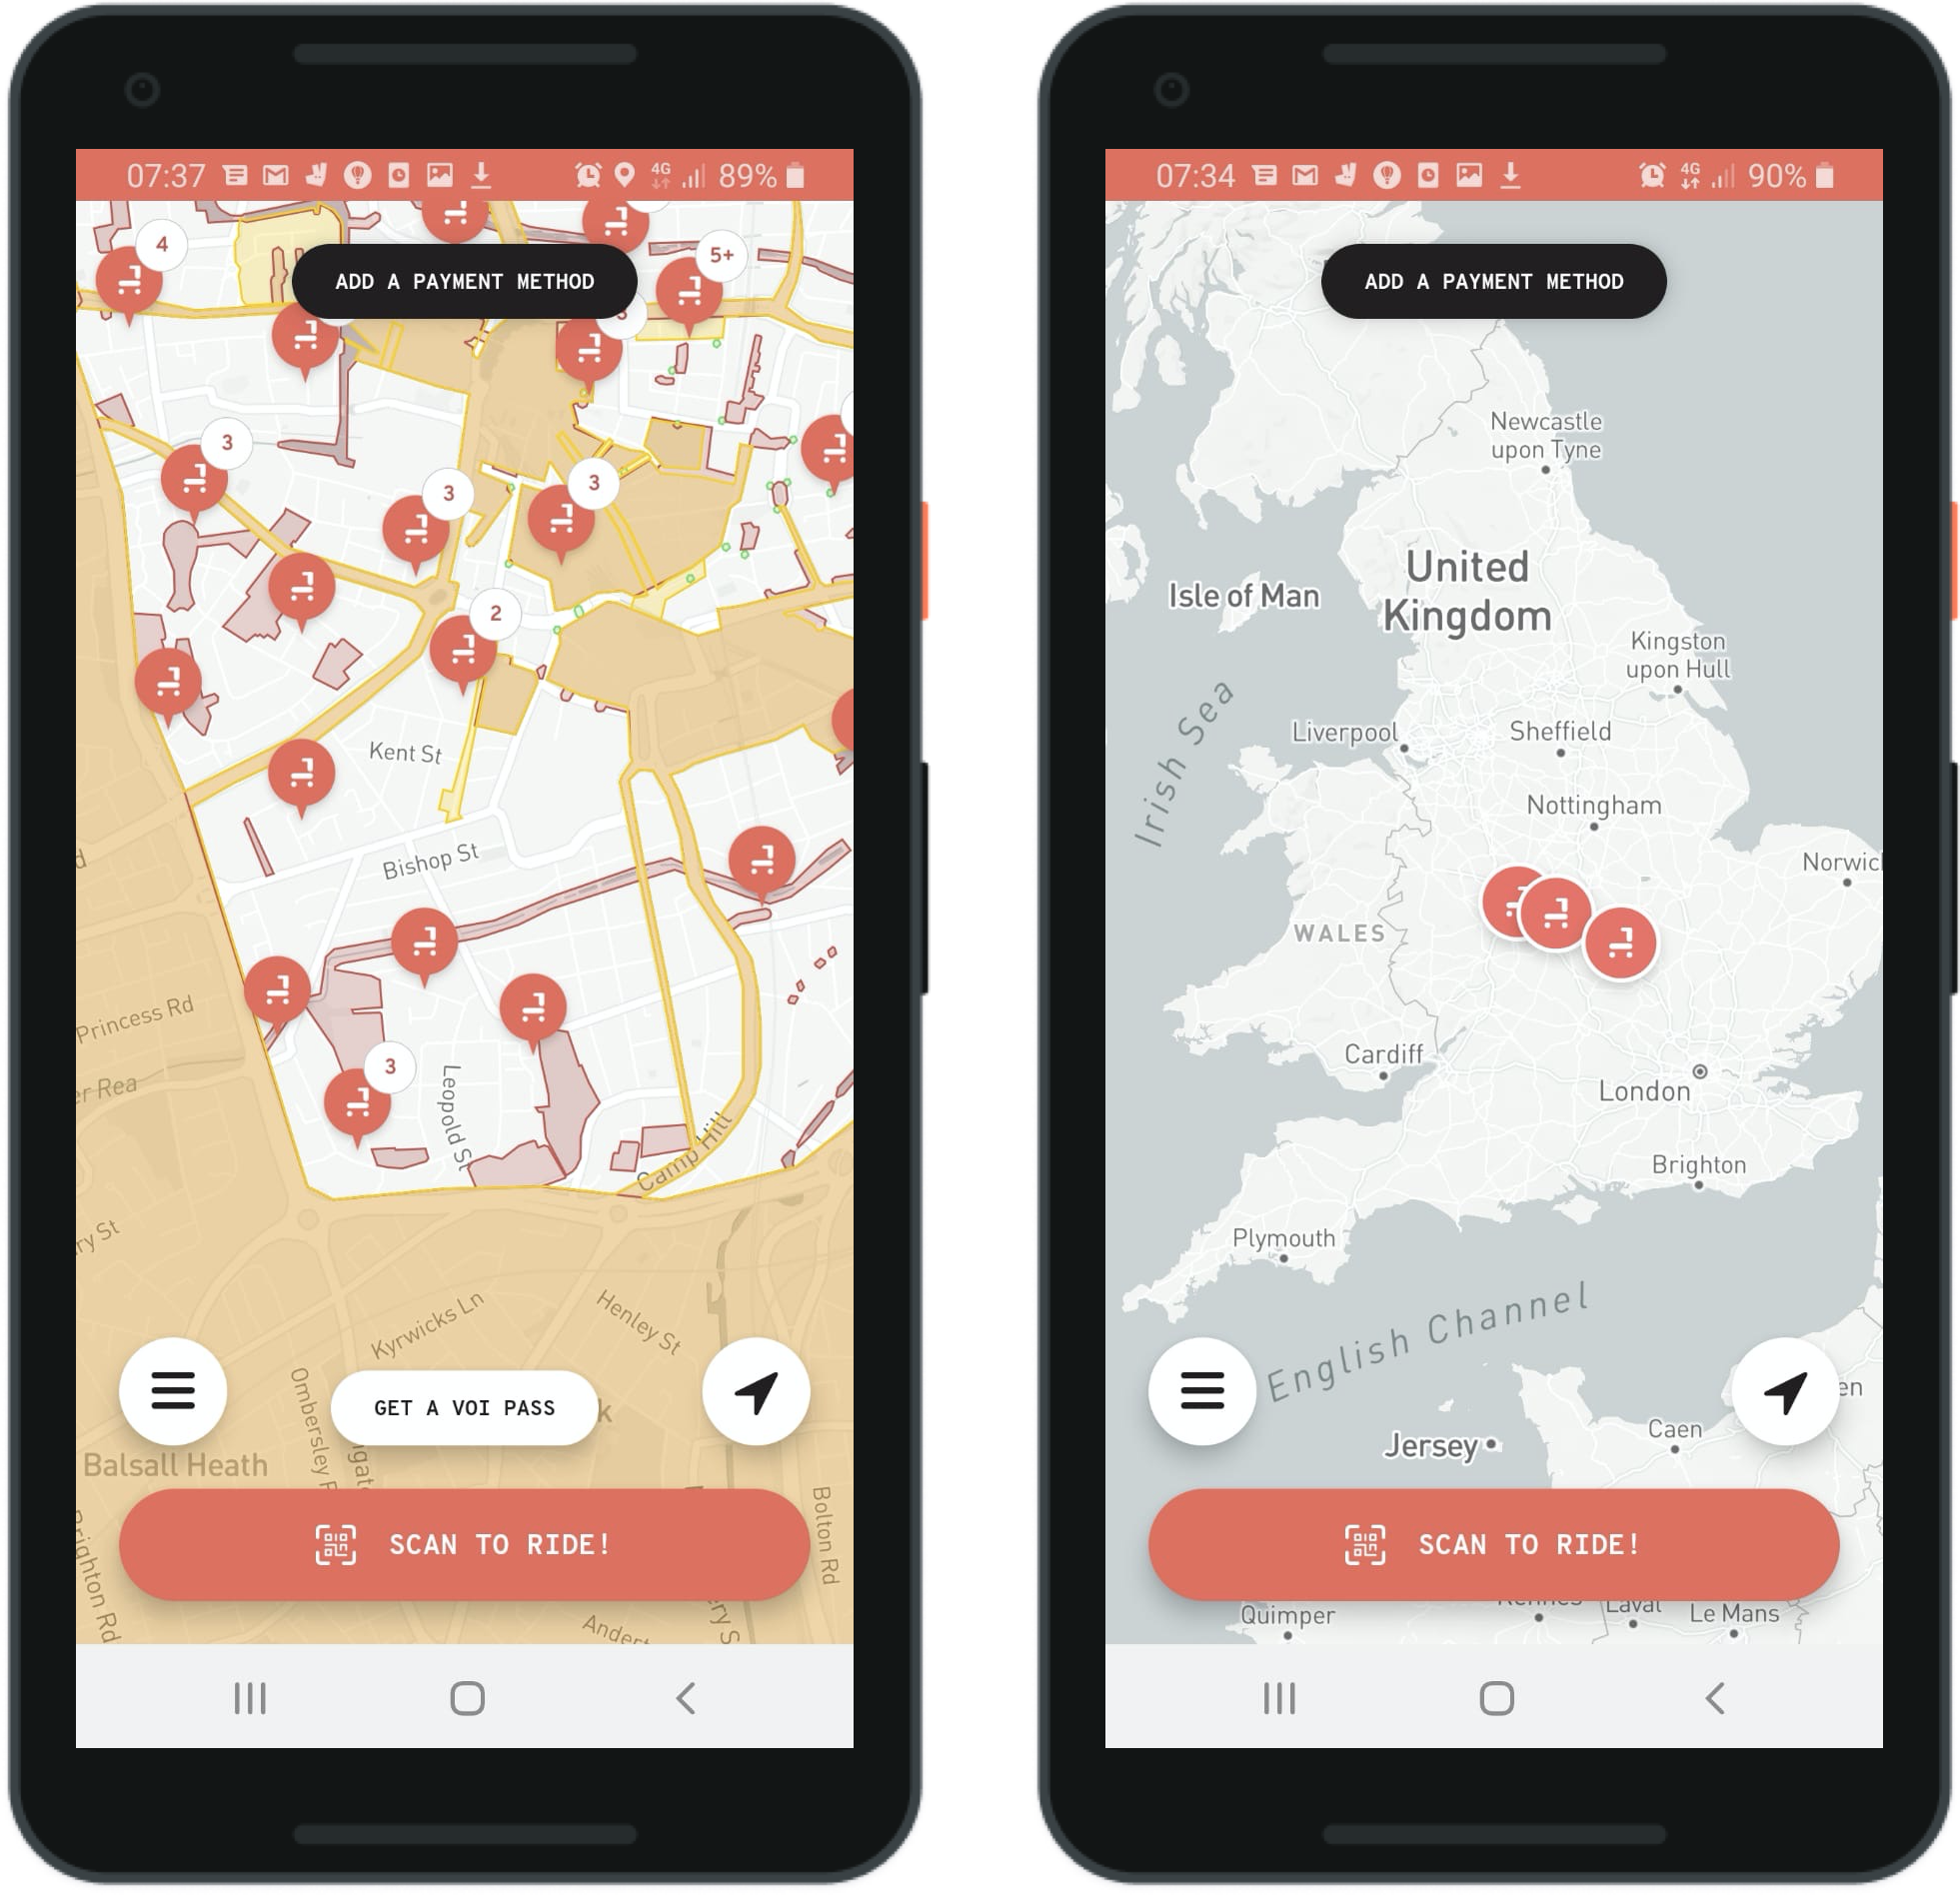 07:37
4G
89%
4
5+
ADD A PAYMENT METHOD
3
3
3
2
Kent St
Bishop St
Princess Rd
er Rea
3
Leopold St
Camp Hill
ry St
Kyrwicks Ln
Henley St
GET A VOI PASS
k
Balsall Heath
Ombersley R
Bolton Rd
SCAN TO RIDE!
Brighton Rd
Andert
ry S
07:34
4G
90%
ADD A PAYMENT METHOD
Newcastle
upon Tyne
United
Kingdom
Isle of Man
Kingston
upon Hull
Irish Sea
Liverpool
Sheffield
Nottingham
Norwic
WALES
Cardiff
London
Brighton
Plymouth
English Channel
en
Caen
Jersey
SCAN TO RIDE!
Quimper
Rennes
Laval
Le Mans